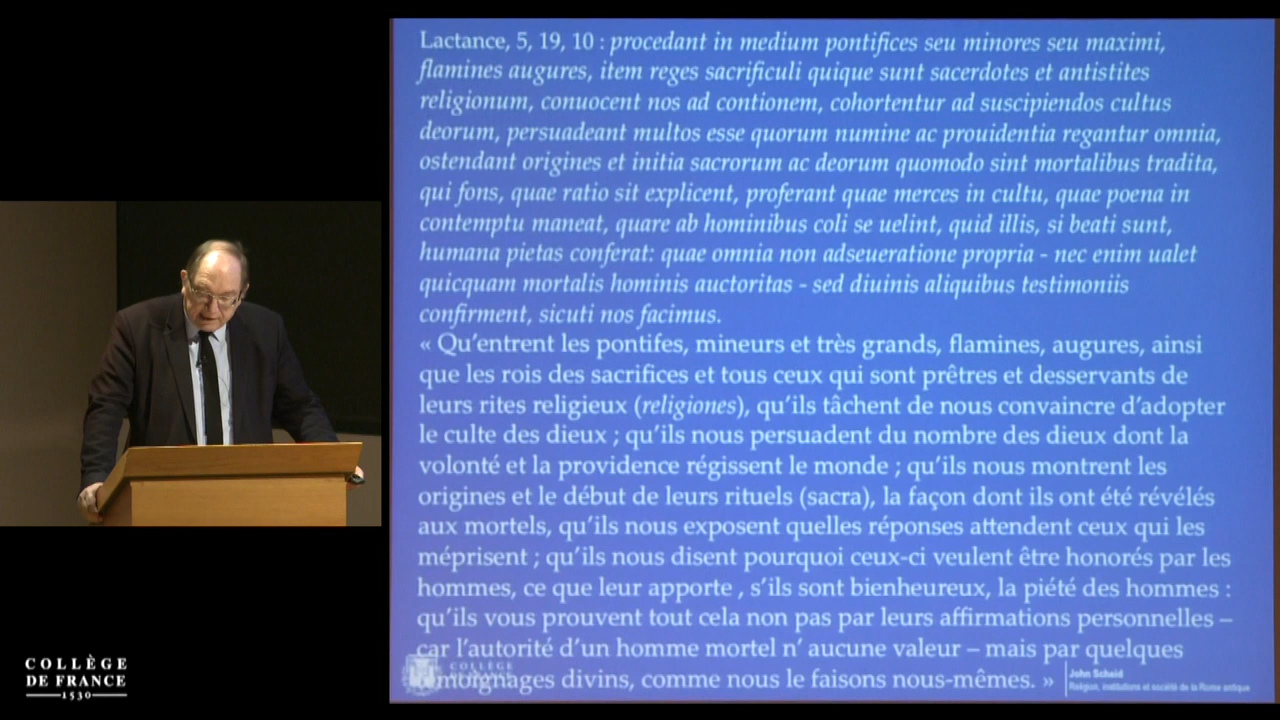 Lactance, 5, 19, 10 : procedant in medium pontifices seu minores seu maximi,
flamines augures, item reges sacrificuli quique sunt sacerdotes et antistites
religionum, conuocent nos ad contionem, cohortentur ad suscipiendos cultus
deorum, persuadeant multos esse quorum numine ac prouidentia regantur omnia,
ostendant origines et initia sacrorum ac deorum quomodo sint mortalibus tradita,
qui fons, quae ratio sit explicent, proferant quae merces in cultu, quae poena in
contemptu maneat, quare ab hominibus coli se uelint, quid illis, si beati sunt,
humana pietas conferat: quae omnia non adseueratione propria - nec enim ualet
quicquam mortalis hominis auctoritas - sed diuinis aliquibus testimoniis
confirment, sicuti nos facimus.
« Qu'entrent les pontifes, mineurs et très grands, flamines, augures, ainsi
que les rois des sacrifices et tous ceux qui sont prêtres et desservants de
leurs rites religieux (religiones), qu'ils tâchent de nous convaincre d'adopter
le culte des dieux ; qu'ils nous persuadent du nombre des dieux dont la
volonté et la providence régissent le monde ; qu'ils nous montrent les
origines et le début de leurs rituels (sacra), la façon dont ils ont été révélés
aux mortels, qu'ils nous exposent quelles réponses attendent ceux qui les
méprisent ; qu'ils nous disent pourquoi ceux-ci veulent être honorés par les
hommes, ce que leur apporte , s'ils sont bienheureux, la piété des hommes :
qu'ils vous prouvent tout cela non pas par leurs affirmations personnelles –
car l'autorité d'un homme mortel n' aucune valeur – mais par quelques
témoignages divins, comme nous le faisons nous-mêmes. »
COLLÈGE
John Scheid
Religion, institutions et société de la Rome antique
COLLÈGE
DE FRANCE
1530